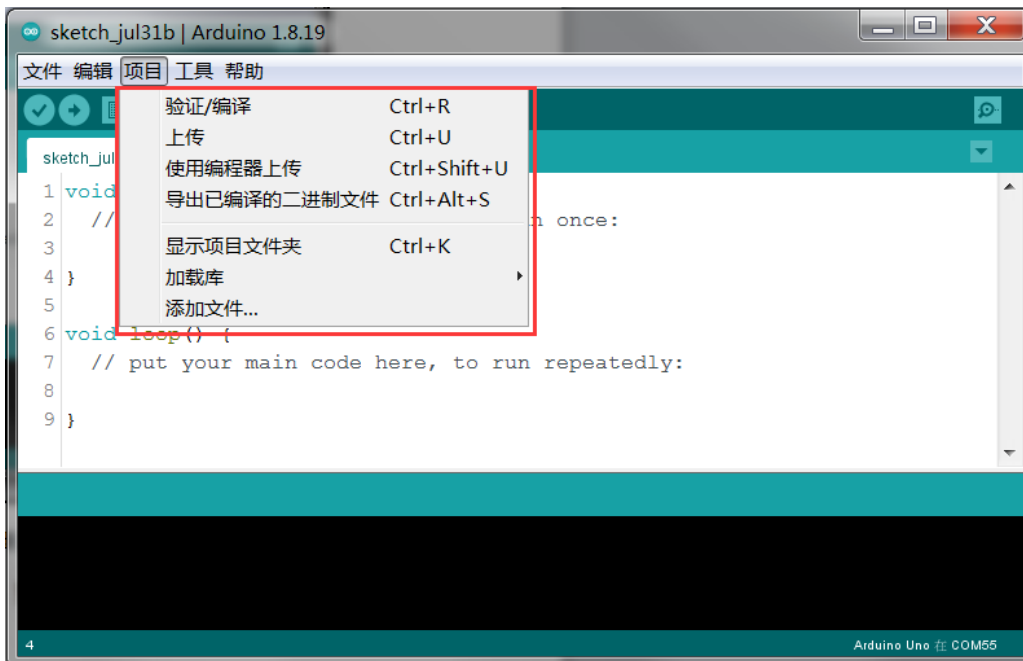 sketch_jul31b | Arduino 1.8.19
文件 编辑 项目 工具 帮助
验证/编译 Ctrl+R
上传 Ctrl+U
使用编程器上传 Ctrl+Shift+U
导出已编译的二进制文件 Ctrl+Alt+S
显示项目文件夹 Ctrl+K
加载库
添加文件...
sketch_jul
1 void
2 // n once:
3
4 }
5
6 void loop() {
7 // put your main code here, to run repeatedly:
8
9 }
4 Arduino Uno 在 COM55